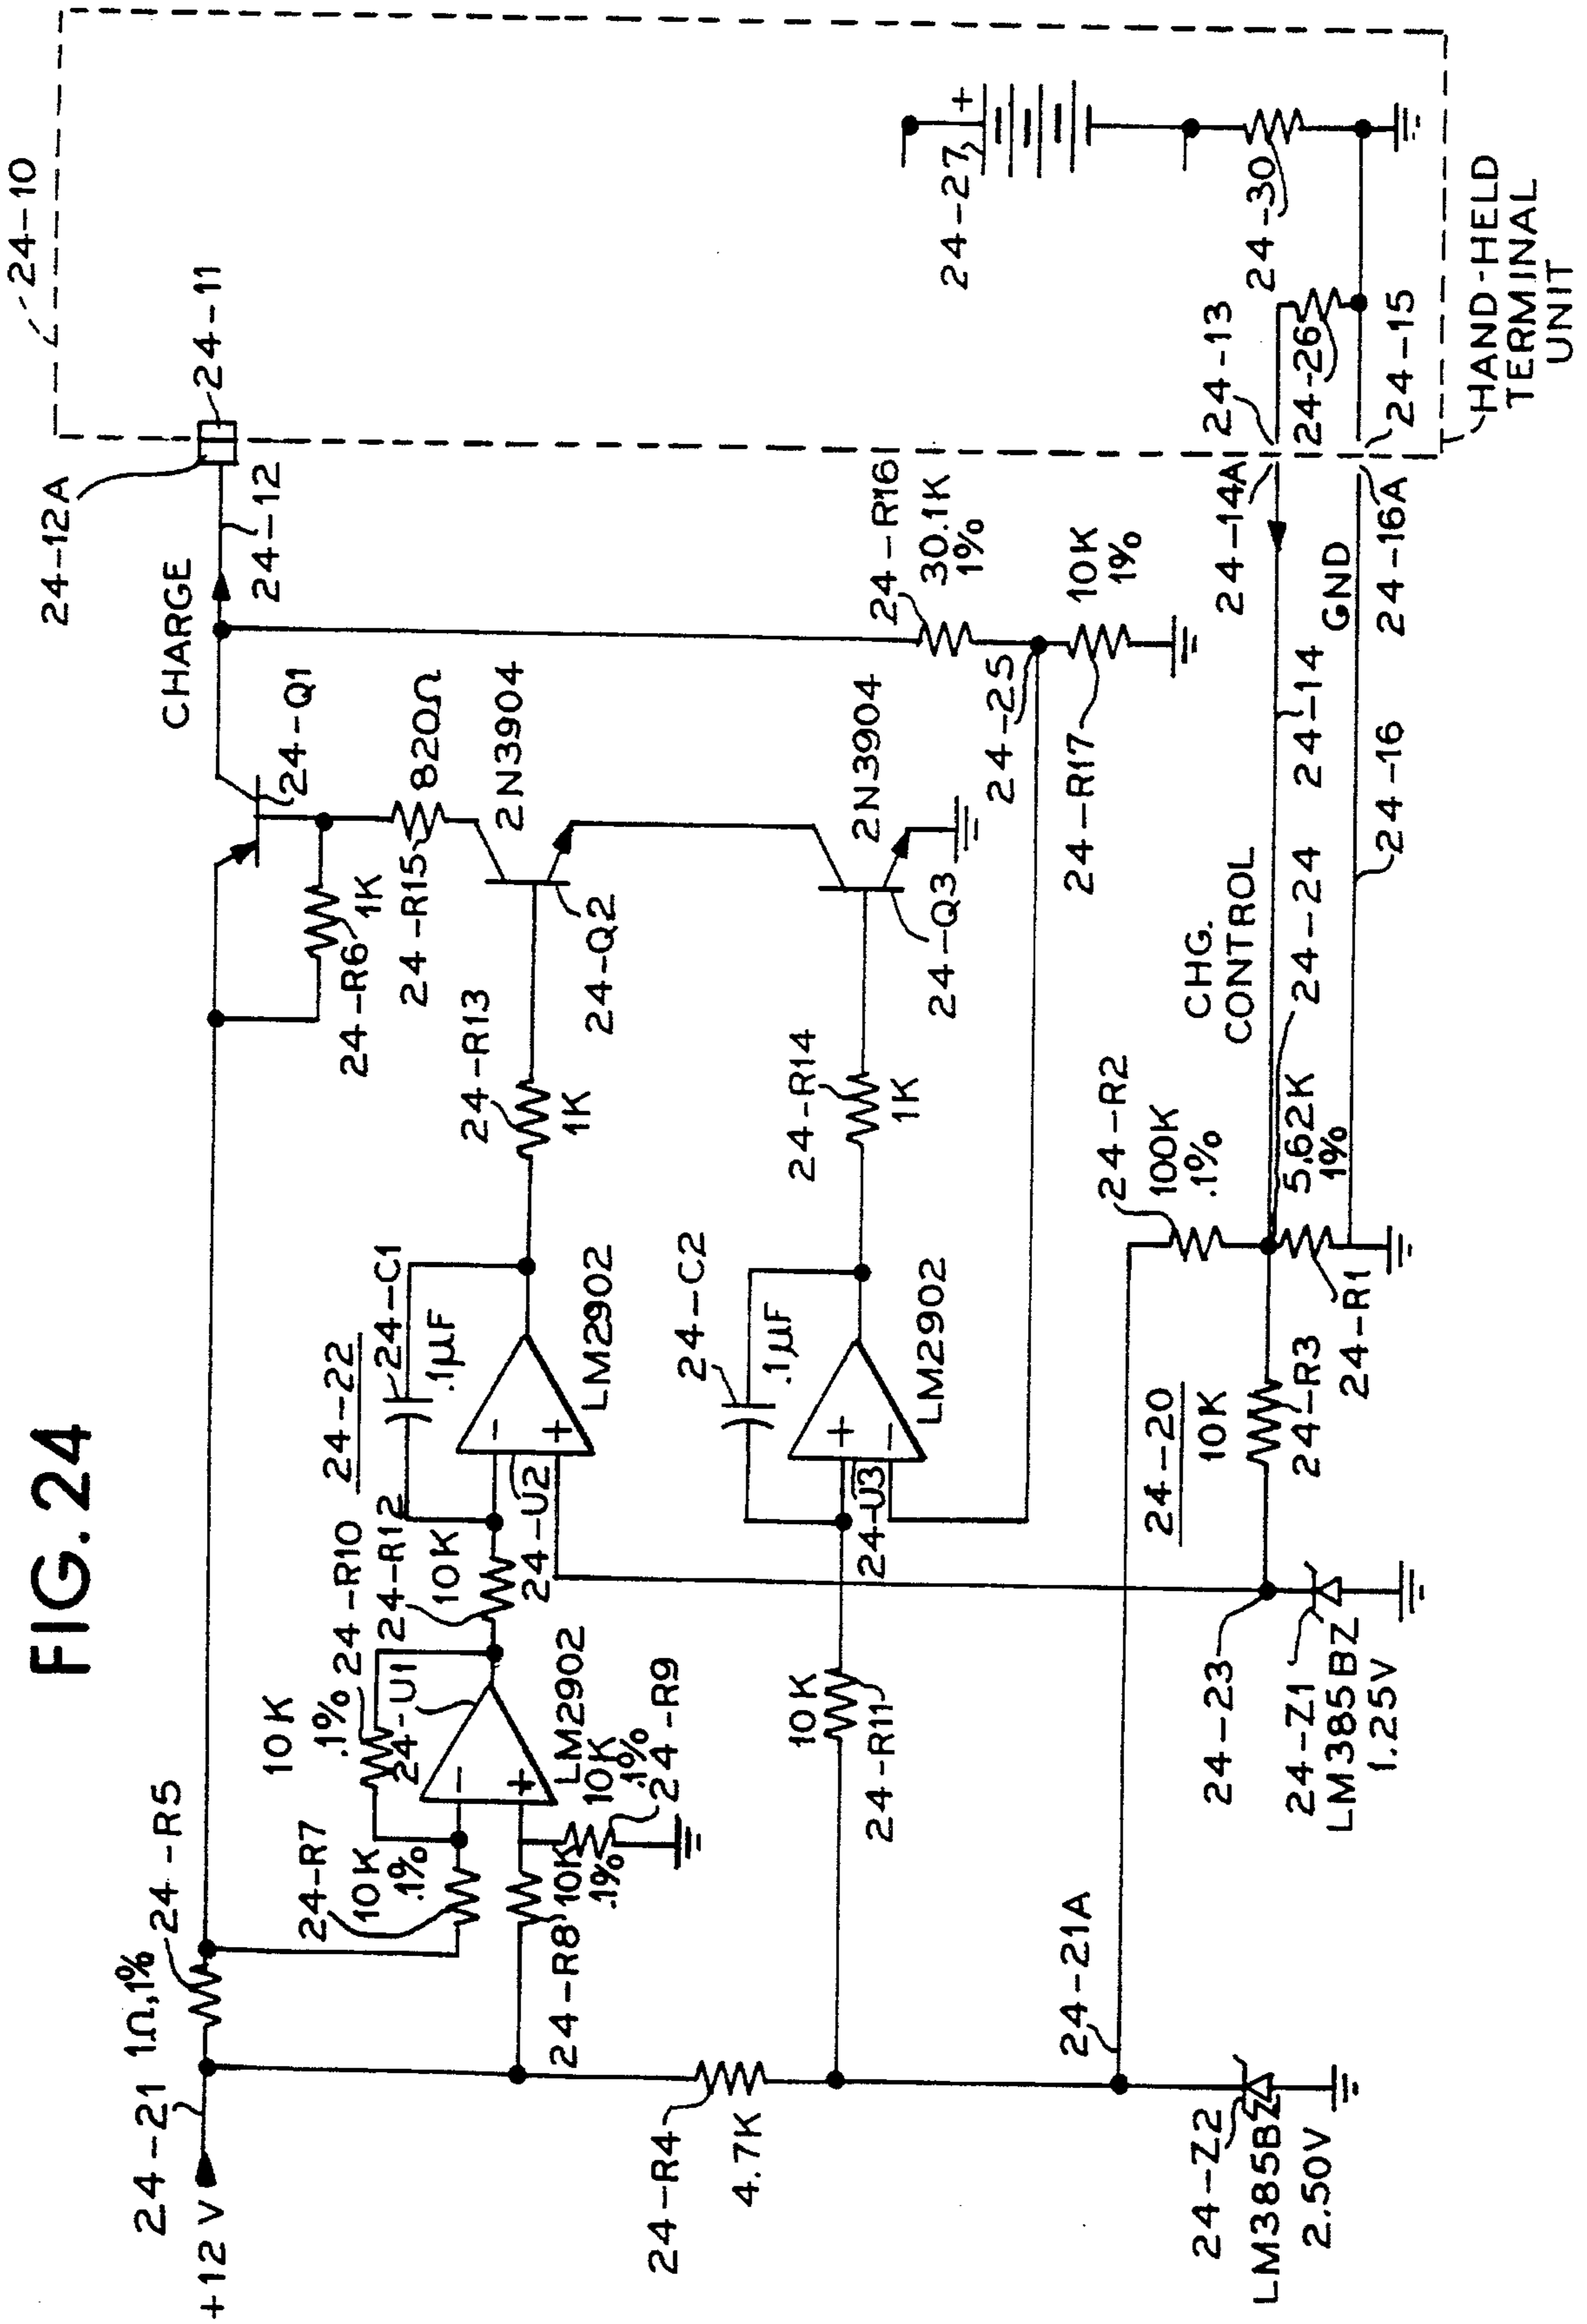 FIG. 24
24-10
24-12A
24-11
CHARGE
24-12
24-Q1
24-21
+12 V
1Ω,1%
24-R5
24-R6
1K
24-R15
820Ω
2N3904
24-Q2
24-R13
1K
24-22
24-C1
.1µF
24-R10
10K
.1%
24-U1
24-R12
10K
24-U2
LM2902
24-R7
10K
.1%
LM2902
10K
.1%
24-R9
24-R8
10K
.1%
2N3904
24-Q3
24-R14
1K
24-C2
.1µF
LM2902
24-U3
10K
24-R11
24-R16
30.1K
1%
24-25
10K
1%
24-R17
24-R4
4.7K
24-21A
24-R2
100K
.1%
CHG.
CONTROL
24-24
24-14
24-14A
24-13
24-26
24-27
+
24-30
5.62K
1%
24-R1
24-20
10K
24-R3
24-23
24-Z1
LM385BZ
1.25V
24-Z2
LM385BZ
2.50V
GND
24-16
24-16A
24-15
HAND-HELD
TERMINAL
UNIT